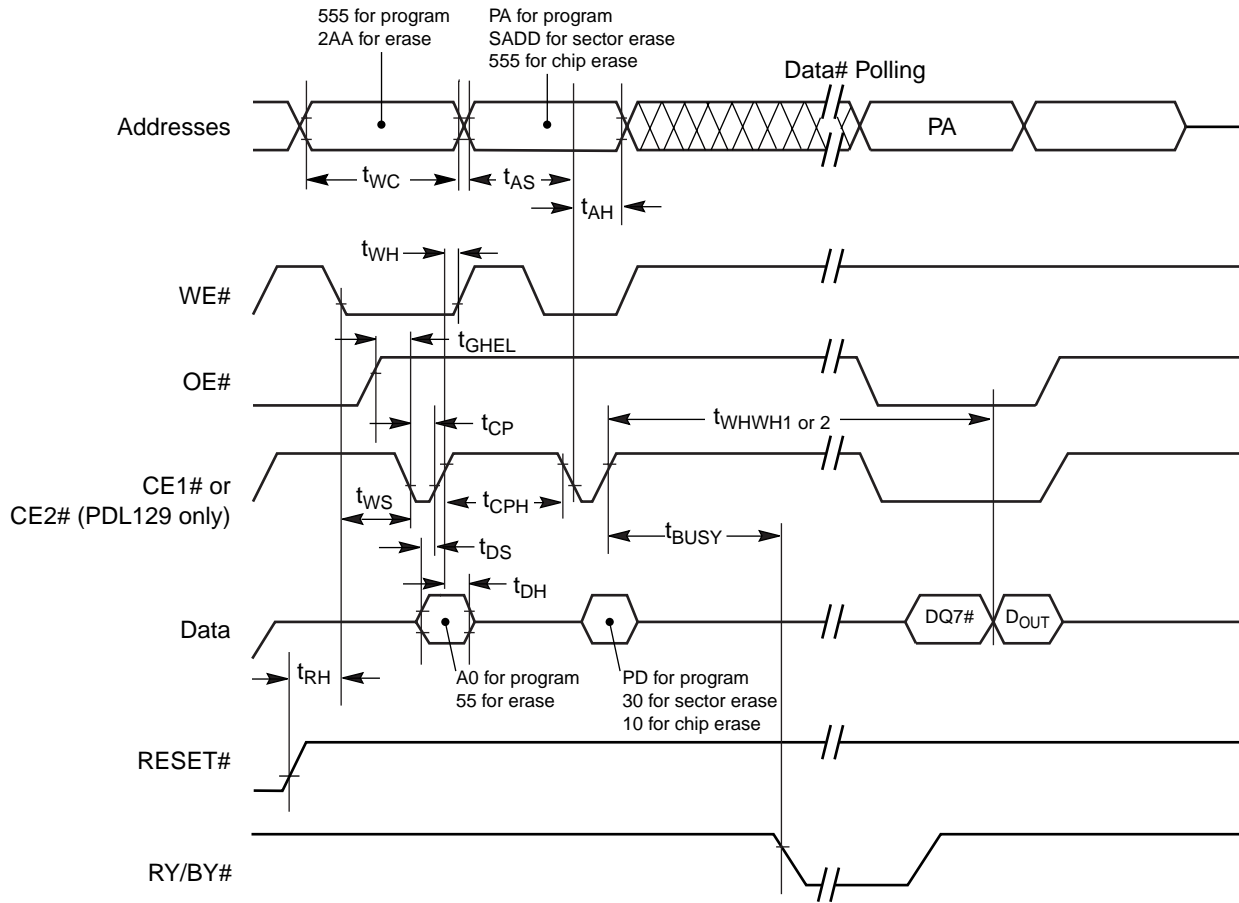 555 for program
2AA for erase
PA for program
SADD for sector erase
555 for chip erase
Data# Polling
Addresses
PA
tWC
tAS
tAH
tWH
WE#
tGHEL
OE#
tWHWH1 or 2
tCP
CE1# or
CE2# (PDL129 only)
tWS
tCPH
tBUSY
tDS
tDH
Data
DQ7#
DOUT
tRH
A0 for program
55 for erase
PD for program
30 for sector erase
10 for chip erase
RESET#
RY/BY#